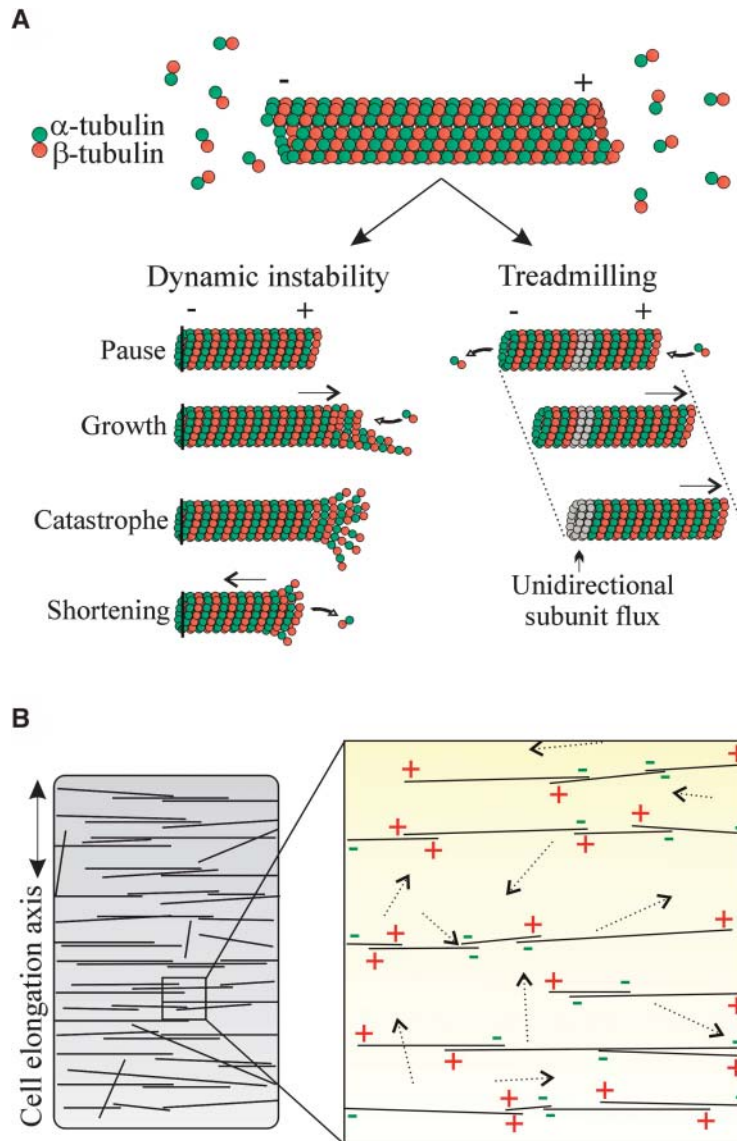 A
- +
α-tubulin
β-tubulin
Dynamic instability Treadmilling
- + - +
Pause
Growth
Catastrophe
Shortening
Unidirectional
subunit flux
B
Cell elongation axis
+ - - +
- +
+ + -
- + + -
+ + +
- - -
+ -
- -
+ +
+ - - -
+ +
+ - +
- - + -
+ +